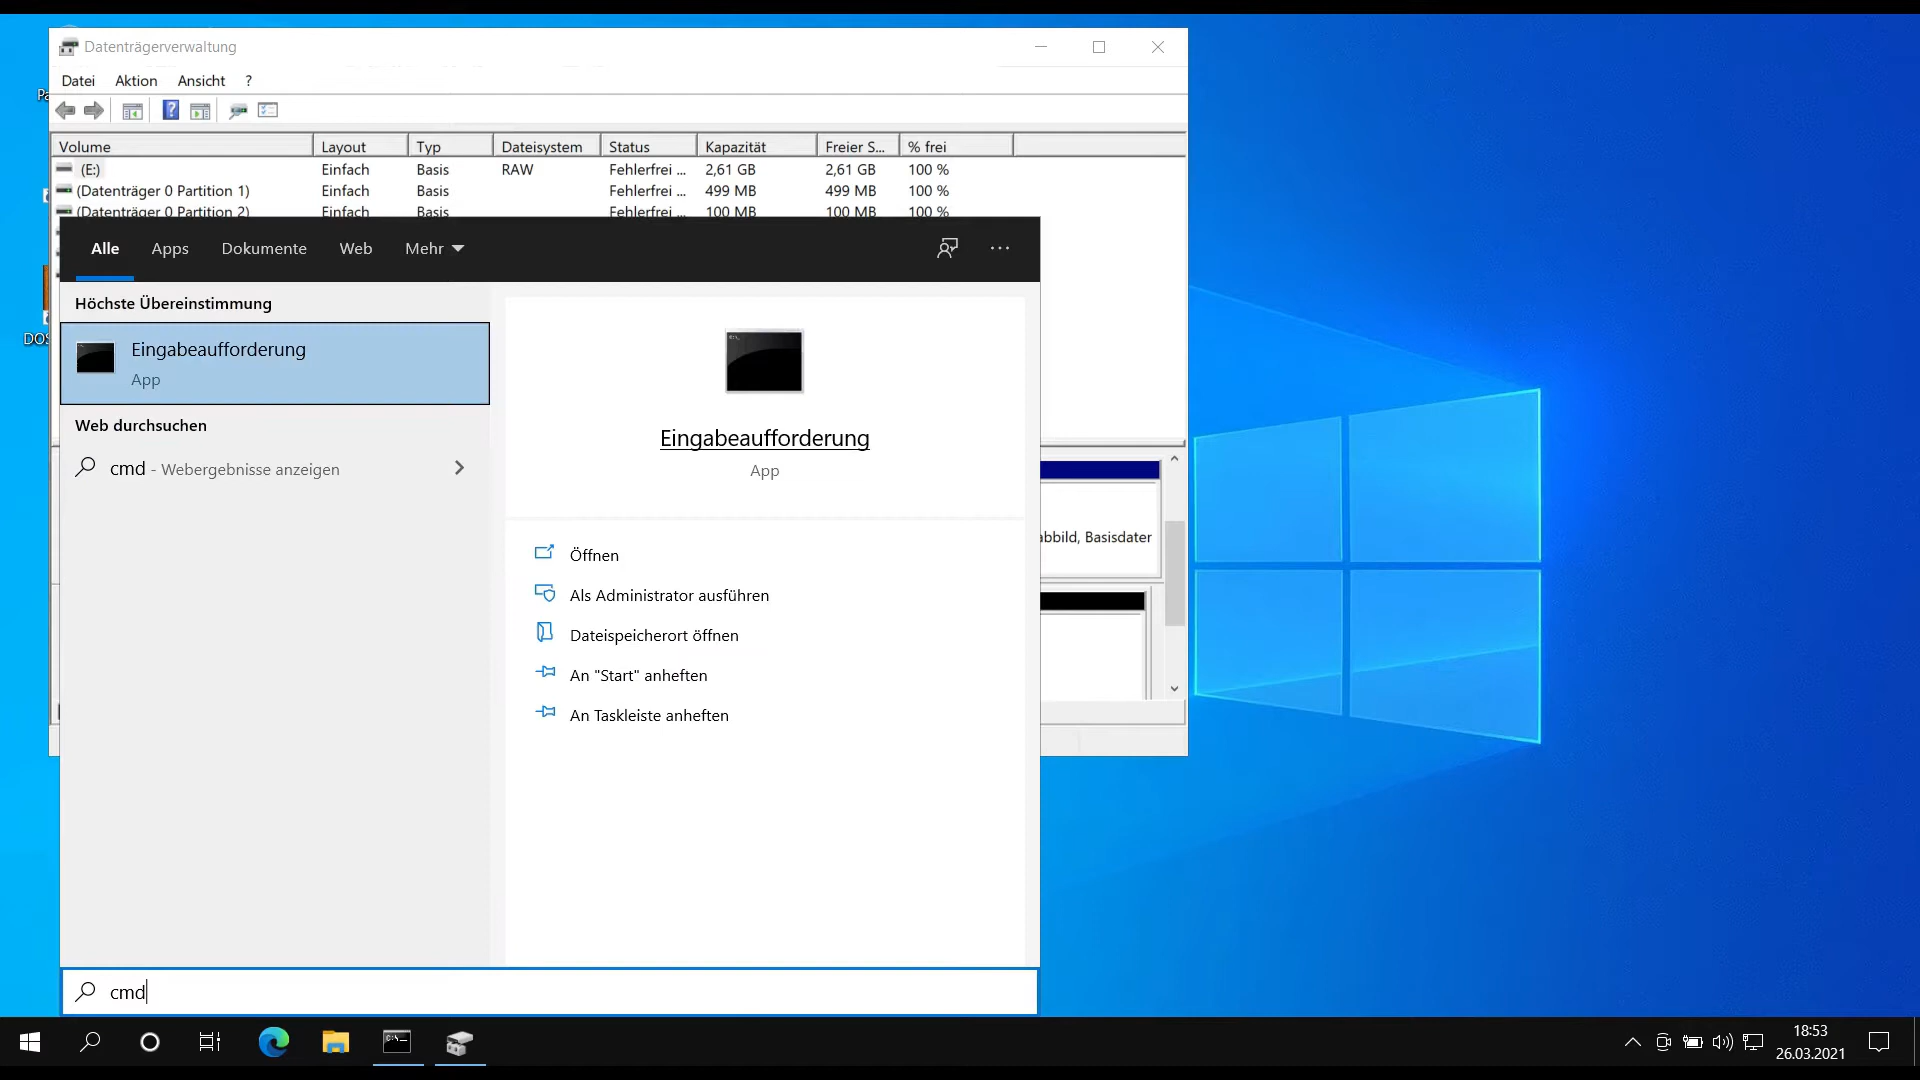 Datenträgerverwaltung
Datei Aktion Ansicht ?
Pa
Volume Layout Typ Dateisystem Status Kapazität Freier S... % frei
(E:) Einfach Basis RAW Fehlerfrei ... 2,61 GB 2,61 GB 100 %
(Datenträger 0 Partition 1) Einfach Basis Fehlerfrei ... 499 MB 499 MB 100 %
(Datenträger 0 Partition 2) Einfach Basis Fehlerfrei ... 100 MB 100 MB 100 %
Alle Apps Dokumente Web Mehr
Höchste Übereinstimmung
DOS
Eingabeaufforderung
App
Web durchsuchen
cmd - Webergebnisse anzeigen
Eingabeaufforderung
App
abbild, Basisdater
Öffnen
Als Administrator ausführen
Dateispeicherort öffnen
An "Start" anheften
An Taskleiste anheften
cmd
18:53
26.03.2021